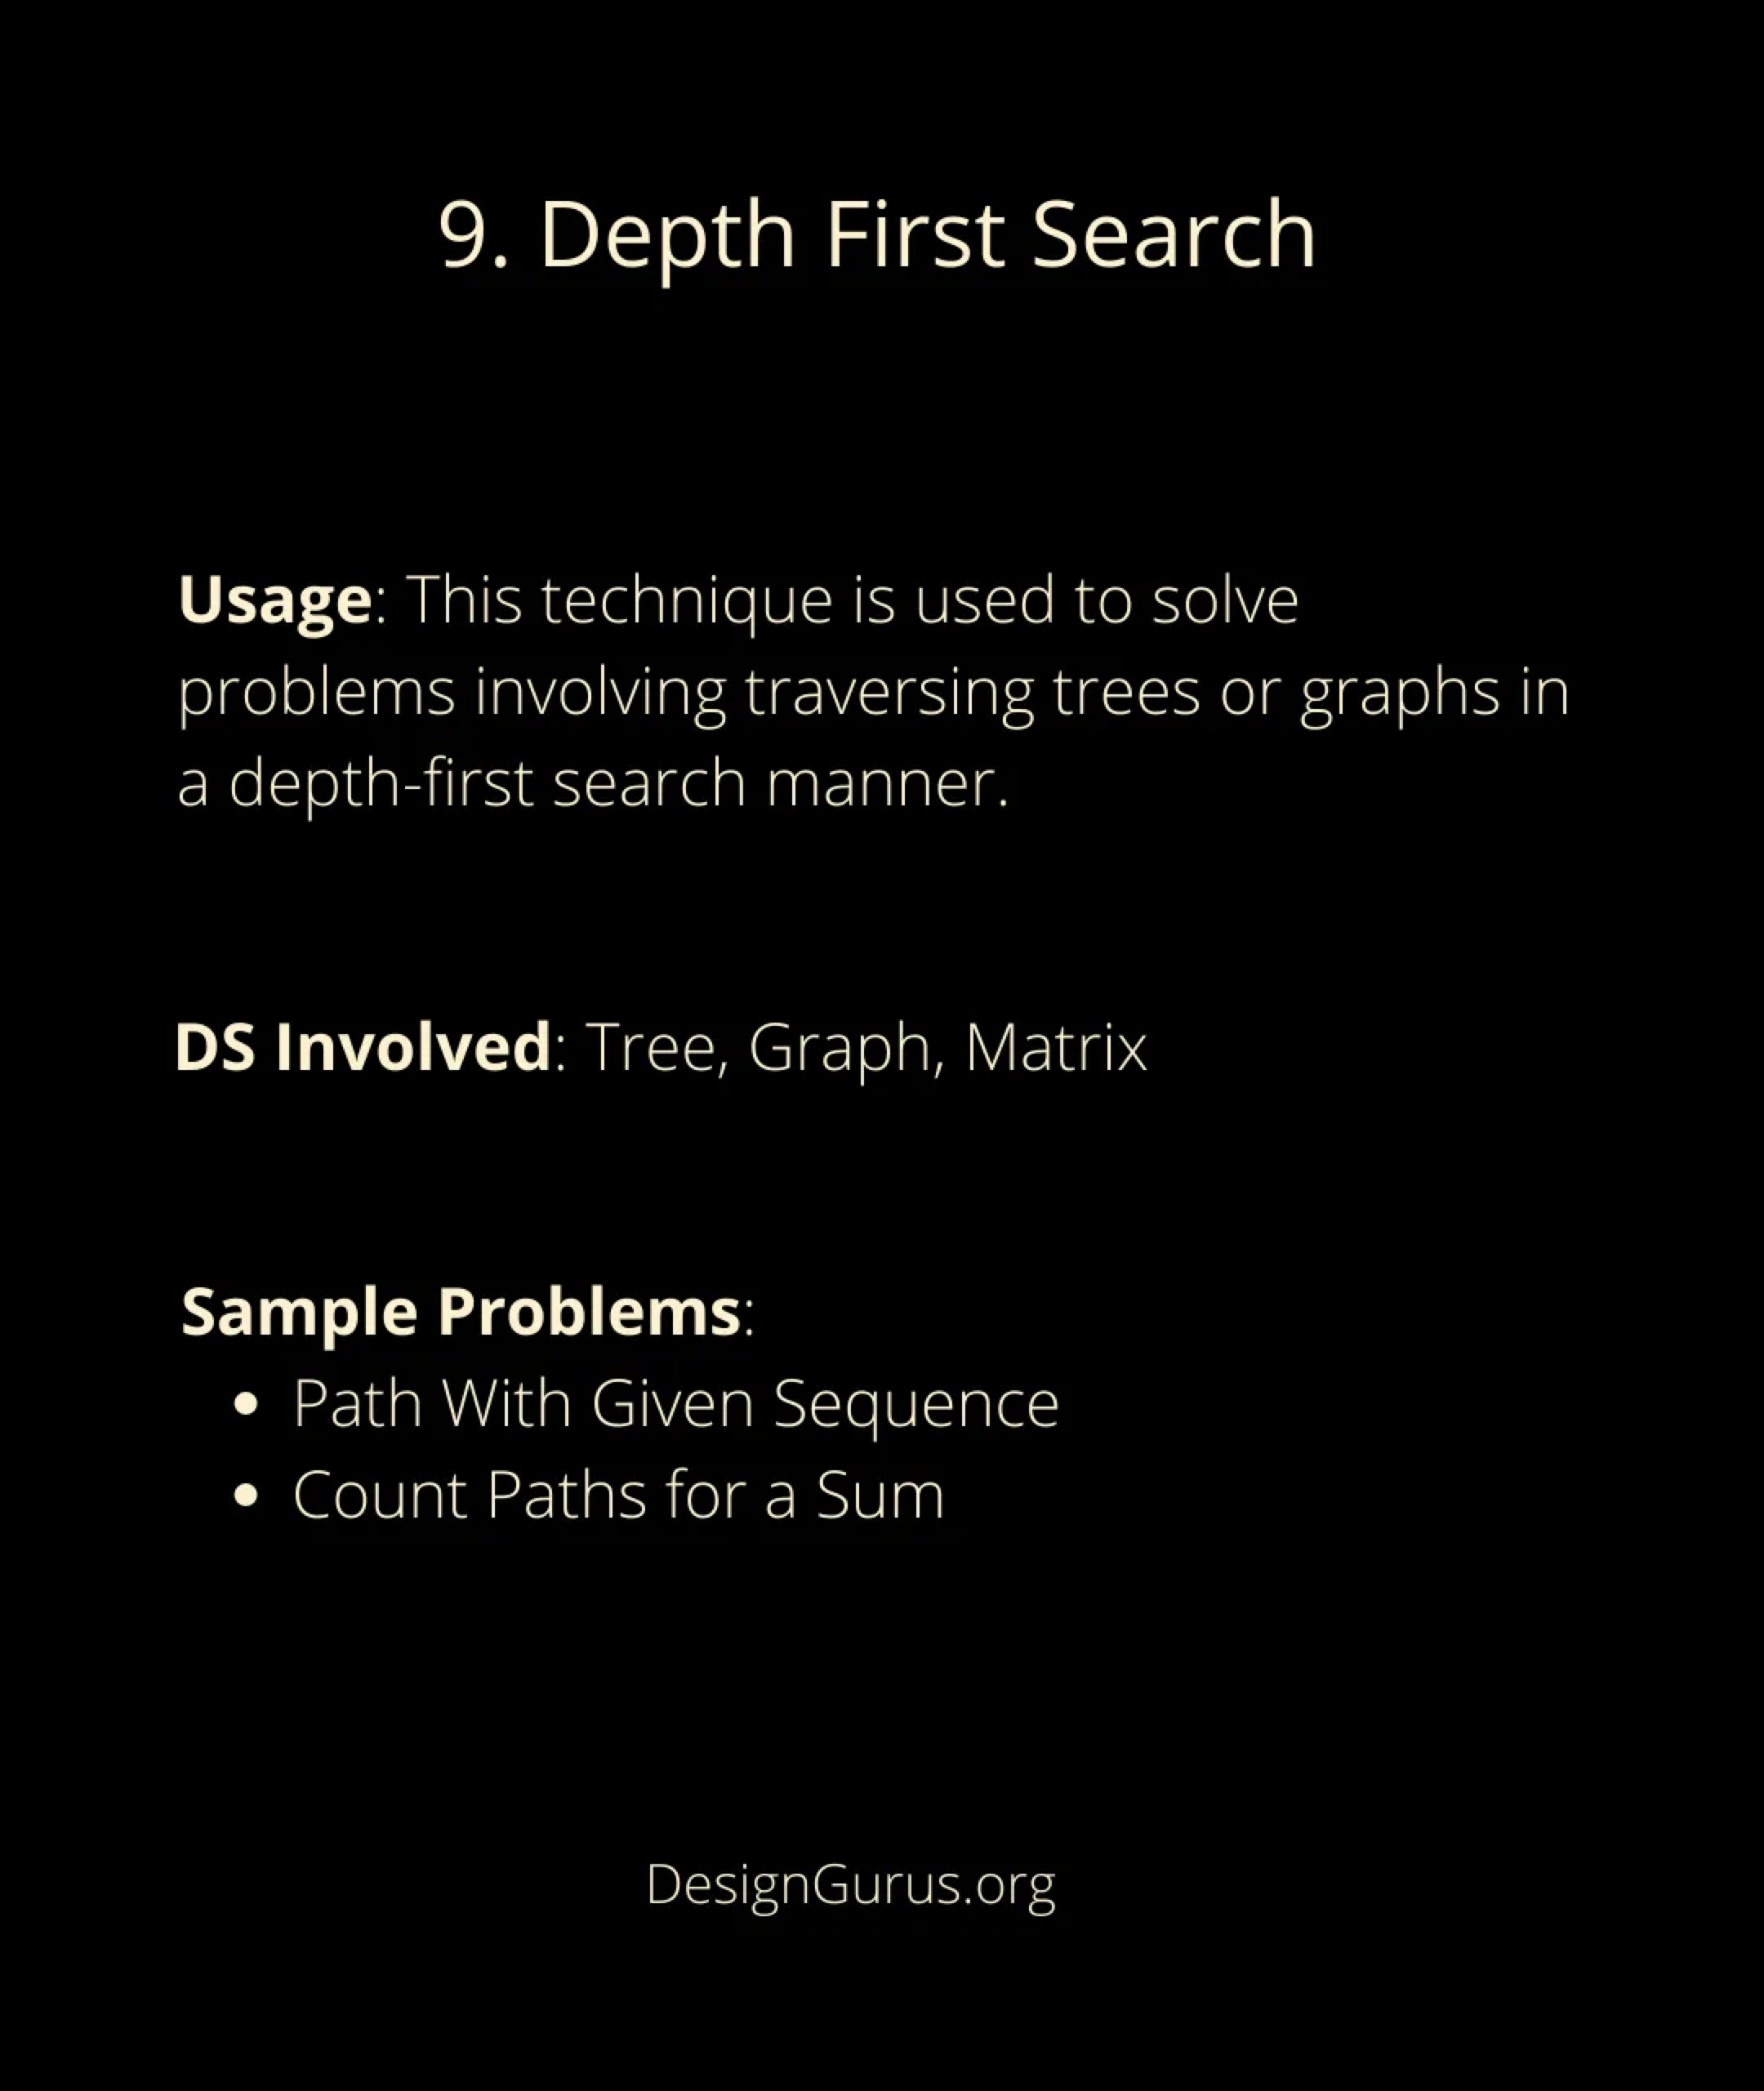 9. Depth First Search
Usage: This technique is used to solve
problems involving traversing trees or graphs in
a depth-first search manner.
DS Involved: Tree, Graph, Matrix
Sample Problems:
• Path With Given Sequence
• Count Paths for a Sum
DesignGurus.org